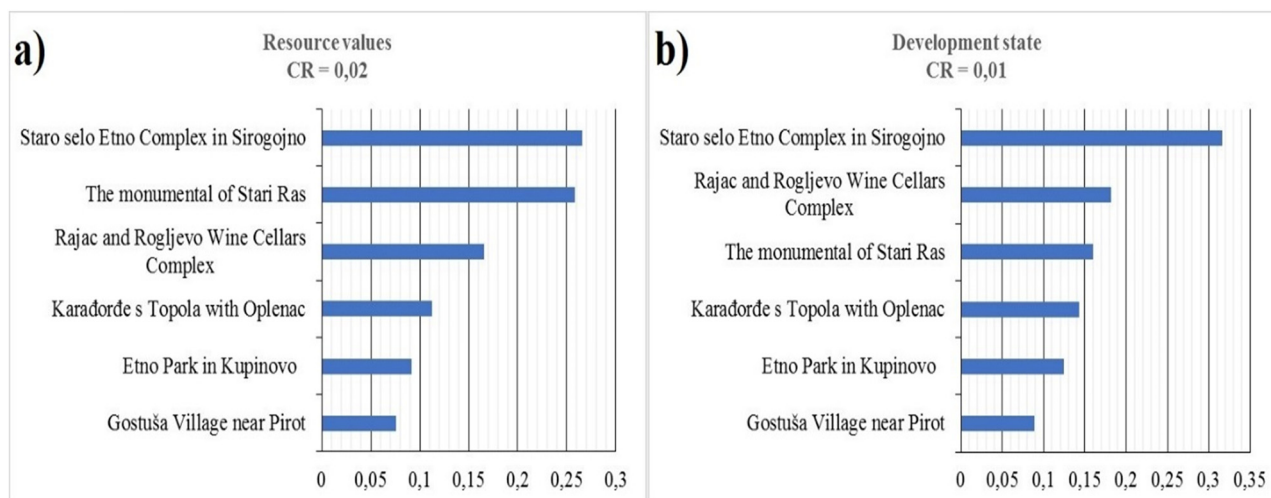 a)
Resource values
CR = 0,02
Staro selo Etno Complex in Sirogojno
The monumental of Stari Ras
Rajac and Rogljevo Wine Cellars
Complex
Karađorđe s Topola with Oplenac
Etno Park in Kupinovo
Gostuša Village near Pirot
0 0,05 0,1 0,15 0,2 0,25 0,3
b)
Development state
CR = 0,01
Staro selo Etno Complex in Sirogojno
Rajac and Rogljevo Wine Cellars
Complex
The monumental of Stari Ras
Karađorđe s Topola with Oplenac
Etno Park in Kupinovo
Gostuša Village near Pirot
0 0,05 0,1 0,15 0,2 0,25 0,3 0,35